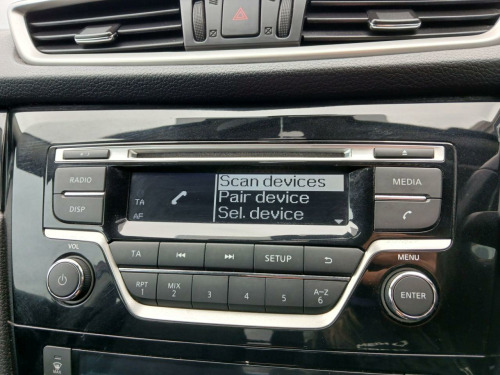 RADIO
DISP
TA
AF
Scan devices
Pair device
Sel. device
MEDIA
VOL
TA
SETUP
MENU
RPT 1
MIX 2
3
4
5
A-Z 6
ENTER